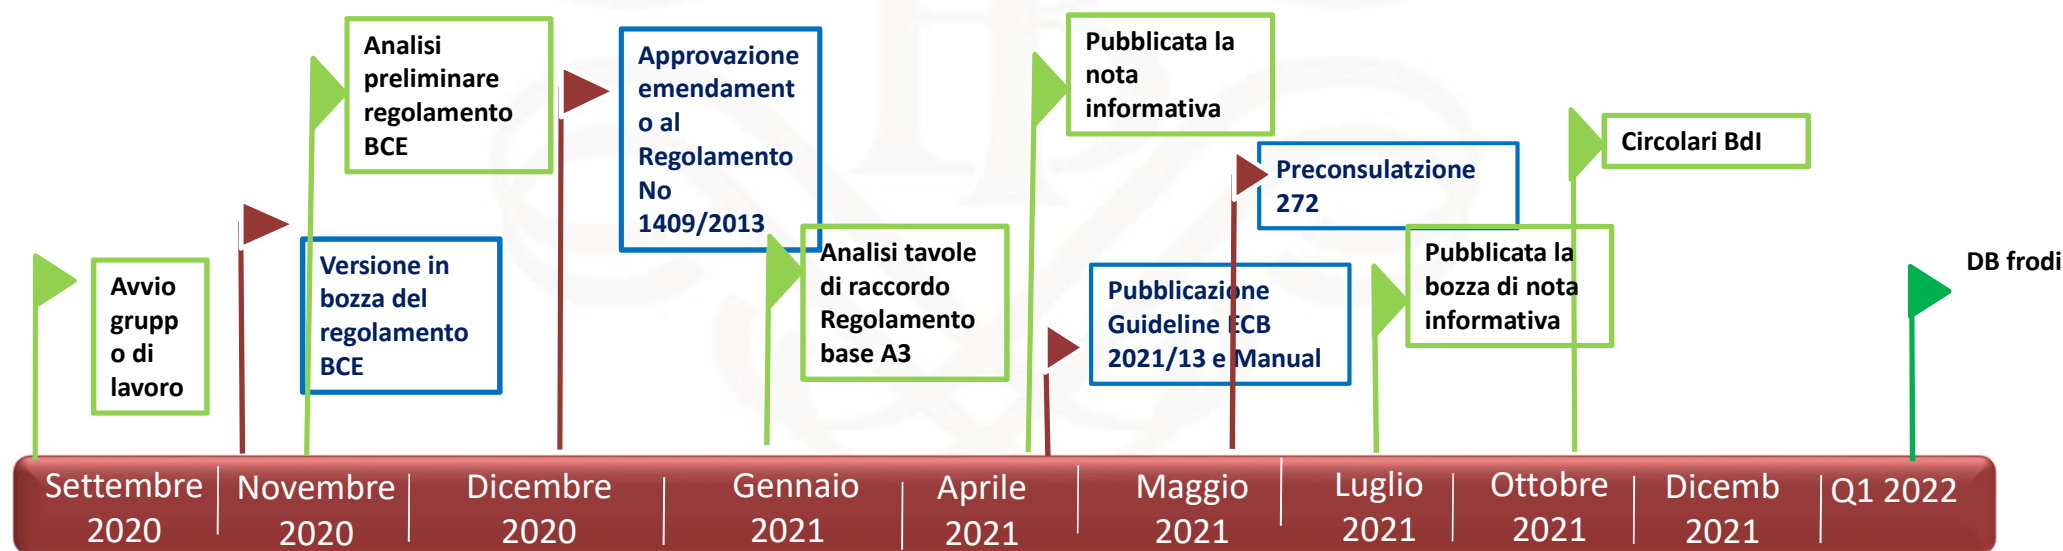 Analisi
preliminare
regolamento
BCE
Approvazione
emendament
o al
Regolamento
No
1409/2013
Pubblicata la
nota
informativa
Circolari BdI
Preconsulatzione
272
Avvio
grupp
o di
lavoro
Versione in
bozza del
regolamento
BCE
Analisi tavole
di raccordo
Regolamento
base A3
Pubblicazione
Guideline ECB
2021/13 e Manual
Pubblicata la
bozza di nota
informativa
DB frodi
Settembre
2020
Novembre
2020
Dicembre
2020
Gennaio
2021
Aprile
2021
Maggio
2021
Luglio
2021
Ottobre
2021
Dicemb
2021
Q1 2022